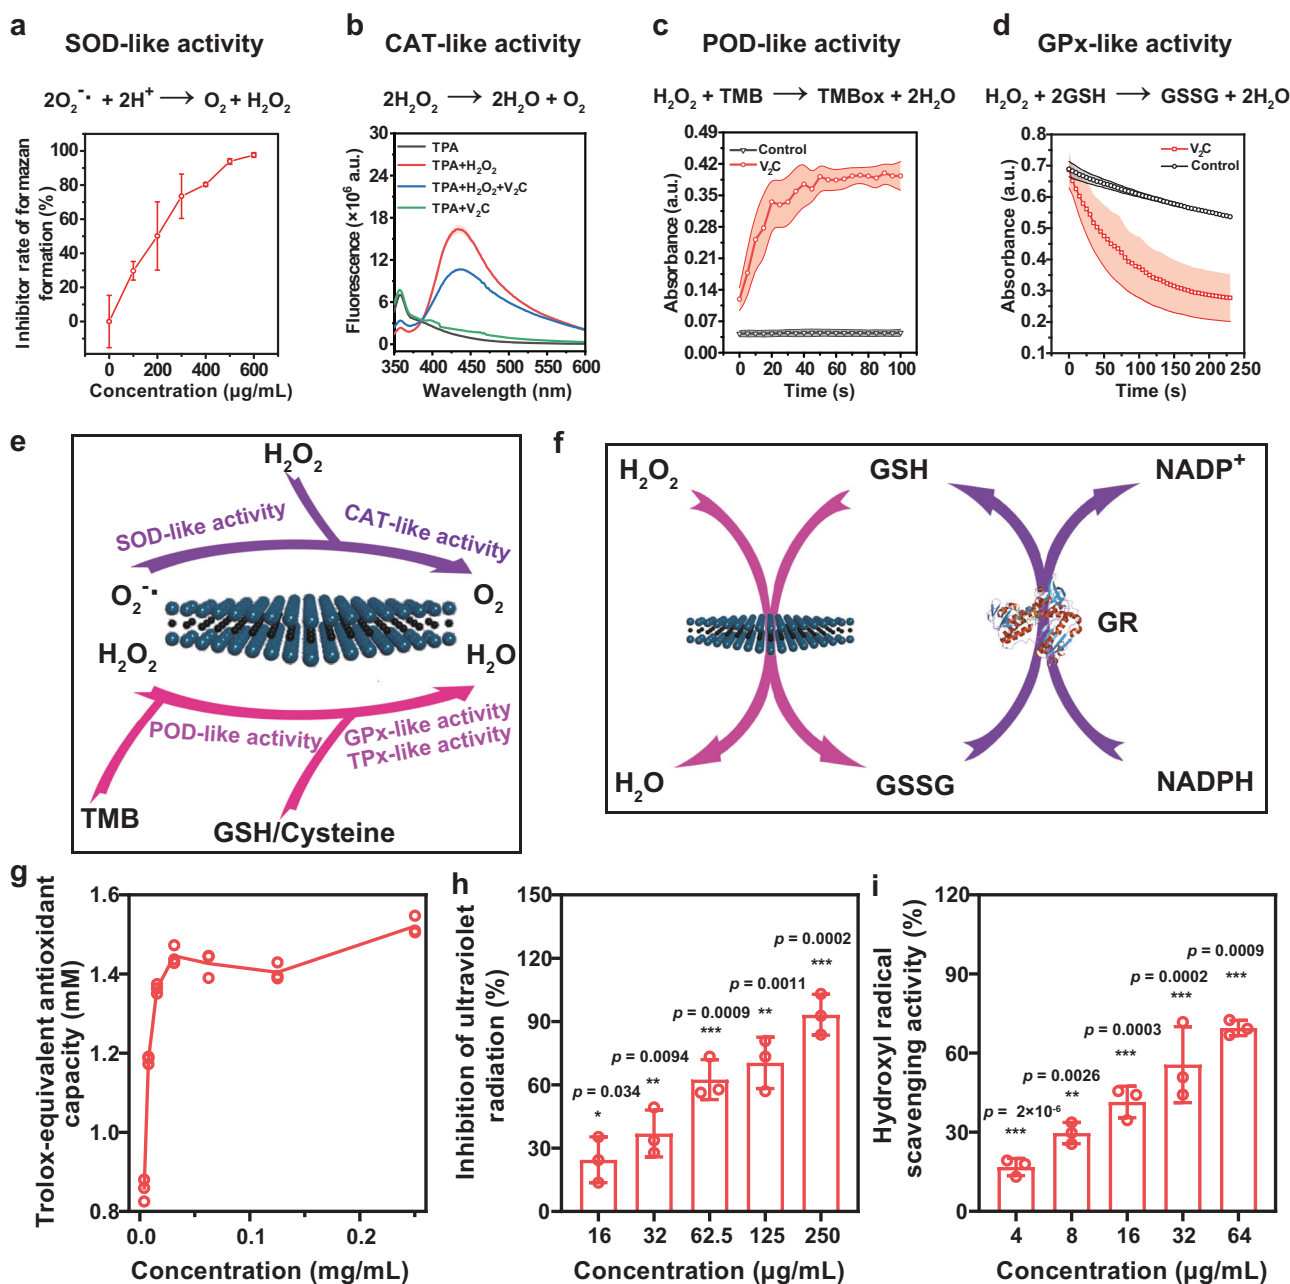 a
SOD-like activity
2O₂⁻· + 2H⁺ → O₂ + H₂O₂
Inhibitor rate of formazan
formation (%)
100
80
60
40
20
0
0 200 400 600
Concentration (μg/mL)
b
CAT-like activity
2H₂O₂ → 2H₂O + O₂
Fluorescence (×10⁶ a.u.)
30
24
18
12
6
0
TPA
TPA+H₂O₂
TPA+H₂O₂+V₂C
TPA+V₂C
350 400 450 500 550 600
Wavelength (nm)
c
POD-like activity
H₂O₂ + TMB → TMBox + 2H₂O
Absorbance (a.u.)
0.49
0.42
0.35
0.28
0.21
0.14
0.07
0.00
Control
V₂C
0 20 40 60 80 100
Time (s)
d
GPx-like activity
H₂O₂ + 2GSH → GSSG + 2H₂O
Absorbance (a.u.)
0.8
0.7
0.6
0.5
0.4
0.3
0.2
0.1
V₂C
Control
0 50 100 150 200 250
Time (s)
e
H₂O₂
SOD-like activity
CAT-like activity
O₂⁻·
O₂
H₂O₂
H₂O
POD-like activity
GPx-like activity
TPx-like activity
TMB
GSH/Cysteine
f
H₂O₂
GSH
NADP⁺
GR
H₂O
GSSG
NADPH
g
Trolox-equivalent antioxidant
capacity (mM)
1.6
1.4
1.2
1.0
0.8
0.0 0.1 0.2
Concentration (mg/mL)
h
Inhibition of ultraviolet
radiation (%)
150
120
90
60
30
0
p = 0.034
*
p = 0.0094
**
p = 0.0009
***
p = 0.0011
**
p = 0.0002
***
16 32 62.5 125 250
Concentration (μg/mL)
i
Hydroxyl radical
scavenging activity (%)
120
90
60
30
0
p = 2×10⁻⁶
***
p = 0.0026
**
p = 0.0003
***
p = 0.0002
***
p = 0.0009
***
4 8 16 32 64
Concentration (μg/mL)